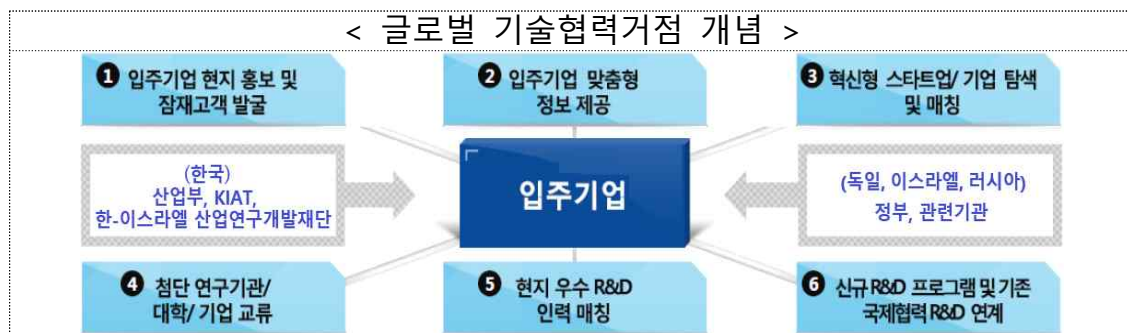 < 글로벌 기술협력거점 개념 >
❶ 입주기업 현지 홍보 및
잠재고객 발굴
❷ 입주기업 맞춤형
정보 제공
❸ 혁신형 스타트업/ 기업 탐색
및 매칭
(한국)
산업부, KIAT,
한-이스라엘 산업연구개발재단
입주기업
(독일, 이스라엘, 러시아)
정부, 관련기관
❹ 첨단 연구기관/
대학/ 기업 교류
❺ 현지 우수 R&D
인력 매칭
❻ 신규 R&D 프로그램 및 기존
국제협력 R&D 연계